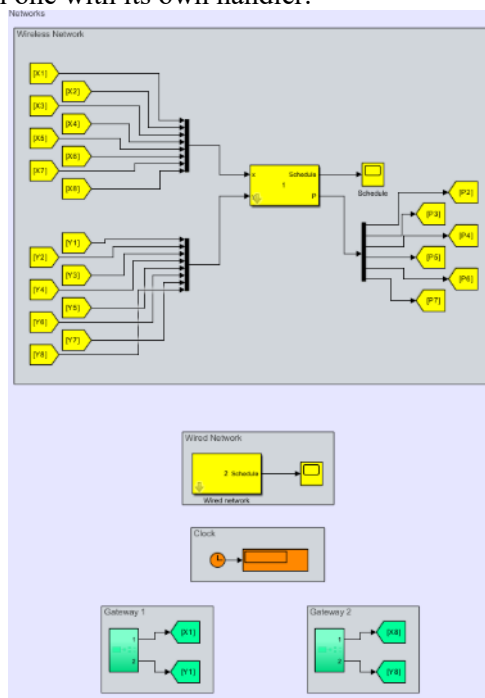 one with its own handler.
Networks
Wireless Network
[X1]
[X2]
[X3]
[X4]
[X5]
[X6]
[X7]
[X8]
x
Schedule
1
P
Schedule
[P2]
[P3]
[P4]
[P5]
[P6]
[P7]
[Y1]
[Y2]
[Y3]
[Y4]
[Y5]
[Y6]
[Y7]
[Y8]
Wired Network
2 Schedule
Wired network
Clock
Gateway 1
1
2
[X1]
[Y1]
Gateway 2
1
2
[X8]
[Y8]